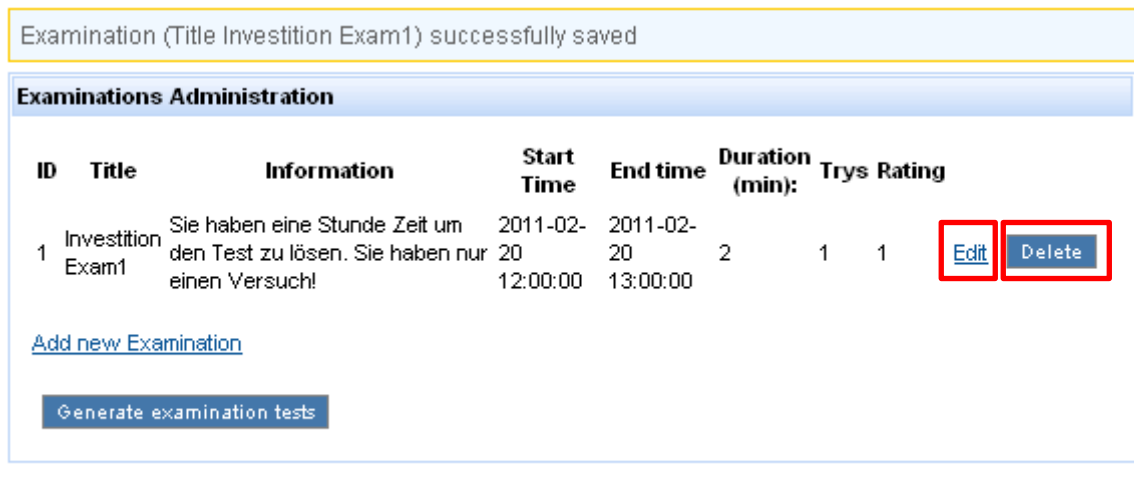 Examination (Title Investition Exam1) successfully saved
Examinations Administration
ID Title Information Start Time End time Duration (min): Trys Rating
1 Investition Exam1 Sie haben eine Stunde Zeit um den Test zu lösen. Sie haben nur einen Versuch! 2011-02-20 12:00:00 2011-02-20 13:00:00 2 1 1 Edit Delete
Add new Examination
Generate examination tests